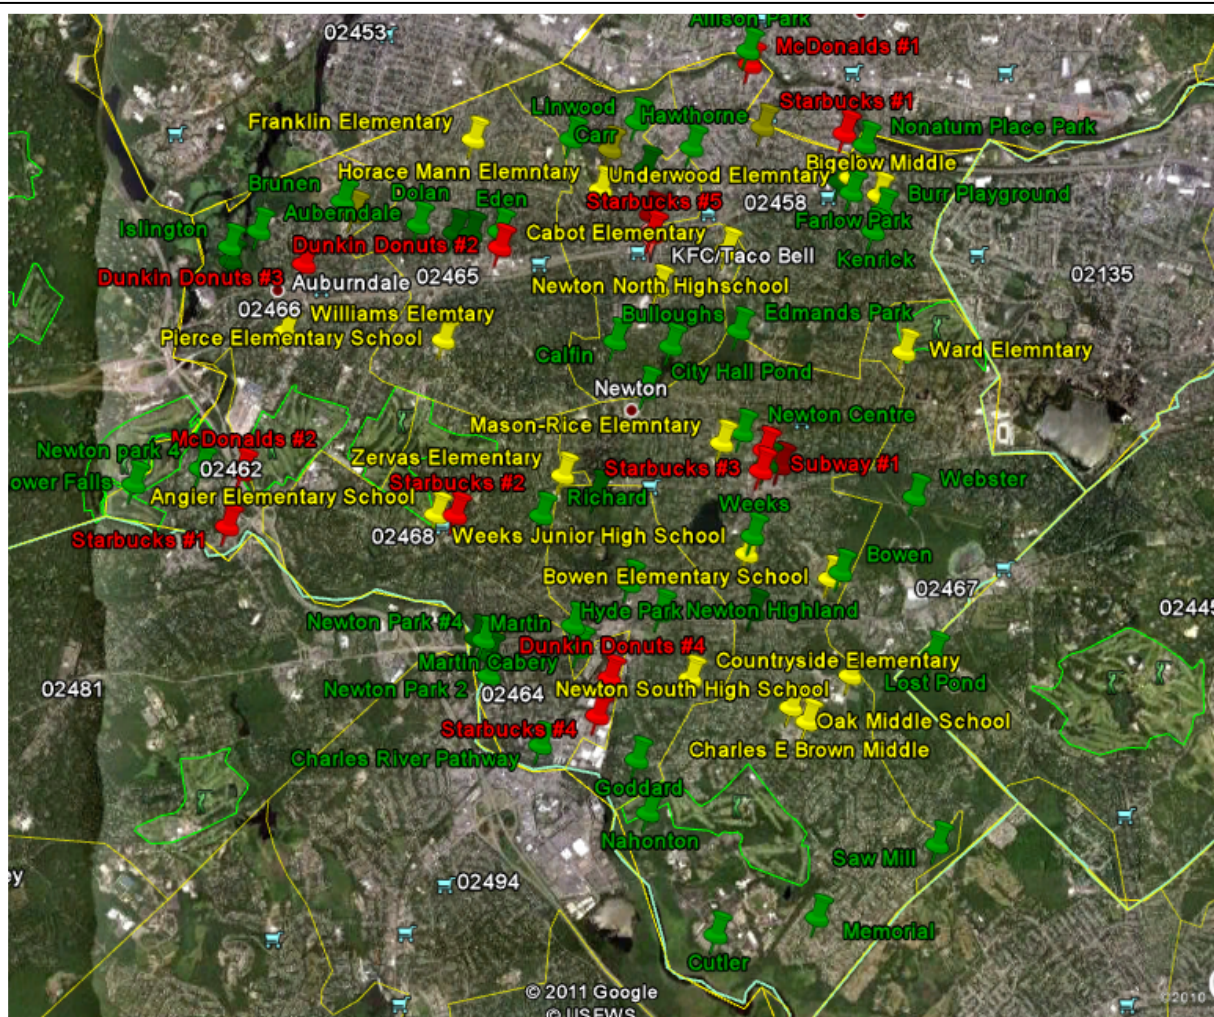 Allison Park
02453
McDonalds #1
Linwood
Hawthorne
Starbucks #1
Franklin Elementary
Carr
Nonatum Place Park
Horace Mann Elemntary
Underwood Elemntary
Bigelow Middle
Brunen
Dolan
Eden
Starbucks #5
02458
Burr Playground
Auberndale
Farlow Park
Islington
Dunkin Donuts #2
Cabot Elementary
KFC/Taco Bell
Kenrick
Dunkin Donuts #3
Auburndale
02465
Newton North Highschool
02135
02466
Williams Elemtary
Bulloughs
Edmands Park
Pierce Elementary School
Calfin
Ward Elemntary
City Hall Pond
Newton
Mason-Rice Elemntary
Newton Centre
McDonalds #2
Newton park 4
Zervas Elementary
Starbucks #3
Subway #1
02462
ower Falls
Starbucks #2
Webster
Angier Elementary School
Richard
Weeks
Starbucks #1
02468
Weeks Junior High School
Bowen
Bowen Elementary School
02467
02445
Newton Park #4
Martin
Hyde Park
Newton Highland
Dunkin Donuts #4
Martin Cabery
Countryside Elementary
02481
Newton Park 2
02464
Newton South High School
Lost Pond
Starbucks #4
Oak Middle School
Charles River Pathway
Charles E Brown Middle
Goddard
Nahonton
Saw Mill
ey
02494
Memorial
Cutler
© 2011 Google
© USFWS
©2010